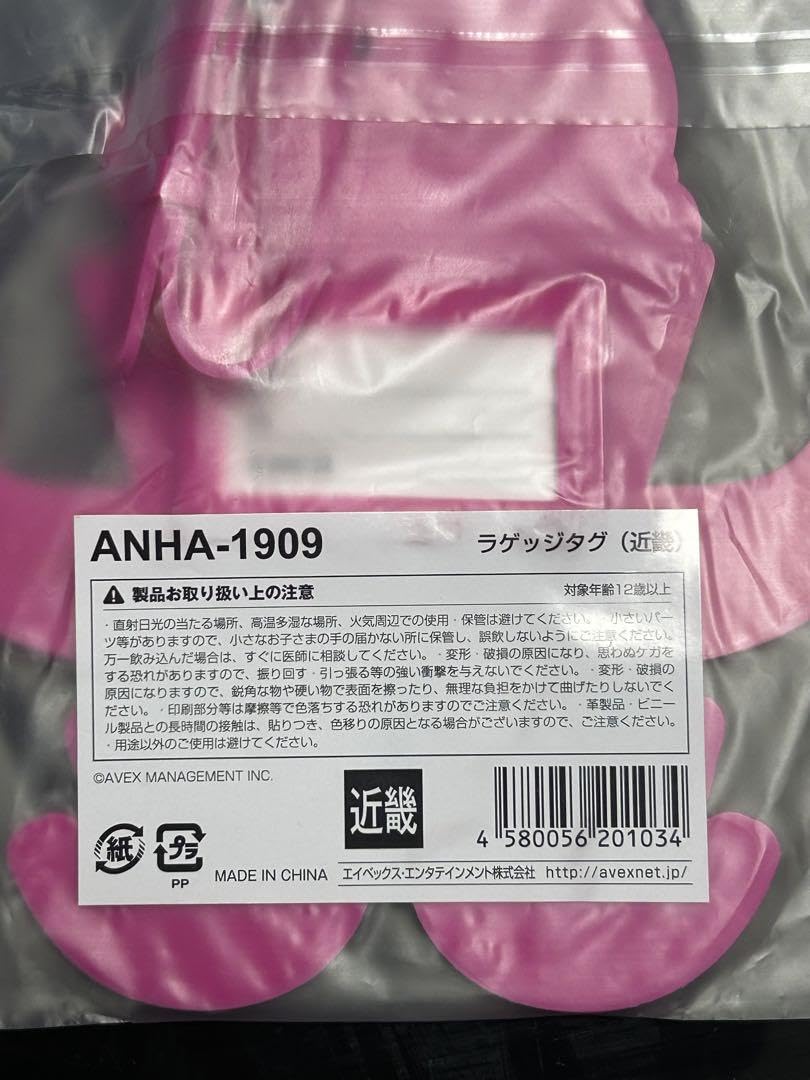 ANHA-1909
ラゲッジタグ（近畿）
製品お取り扱い上の注意
対象年齢12歳以上
・直射日光の当たる場所、高温多湿な場所、火気周辺での使用・保管は避けてください。・小さいパー
ツ等がありますので、小さなお子さまの手の届かない所に保管し、誤飲しないようにご注意ください。
万一飲み込んだ場合は、すぐに医師に相談してください。・変形・破損の原因になり、思わぬケガを
する恐れがありますので、振り回す・引っ張る等の強い衝撃を与えないでください。・変形・破損の
原因になりますので、鋭角な物や硬い物で表面を擦ったり、無理な負担をかけて曲げたりしないでく
ださい。・印刷部分等は摩擦等で色落ちする恐れがありますのでご注意ください。・革製品・ビニー
ル製品との長時間の接触は、貼りつき、色移りの原因となる場合がございますので、ご注意ください。
・用途以外のご使用は避けてください。
©AVEX MANAGEMENT INC.
近畿
4 580056 201034
紙
プラ
PP
MADE IN CHINA
エイベックス・エンタテインメント株式会社 http://avexnet.jp/